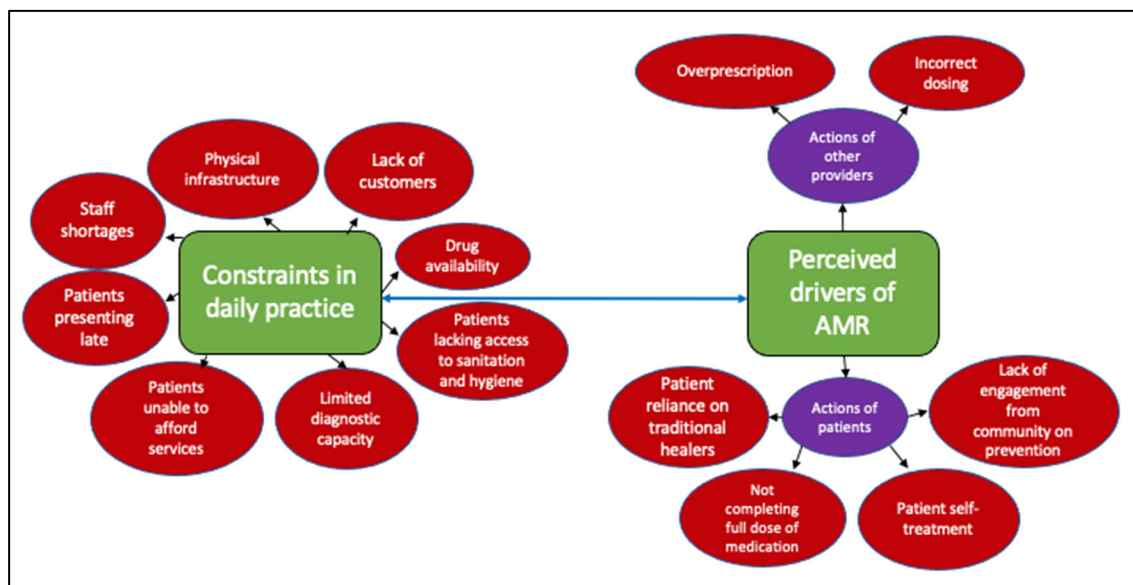 Overprescription
Incorrect
dosing
Actions of
other
providers
Physical
infrastructure
Lack of
customers
Staff
shortages
Drug
availability
Constraints in
daily practice
Perceived
drivers of
AMR
Patients
presenting
late
Patients
lacking access
to sanitation
and hygiene
Patients
unable to
afford
services
Limited
diagnostic
capacity
Patient
reliance on
traditional
healers
Actions of
patients
Lack of
engagement
from
community on
prevention
Not
completing
full dose of
medication
Patient self-
treatment